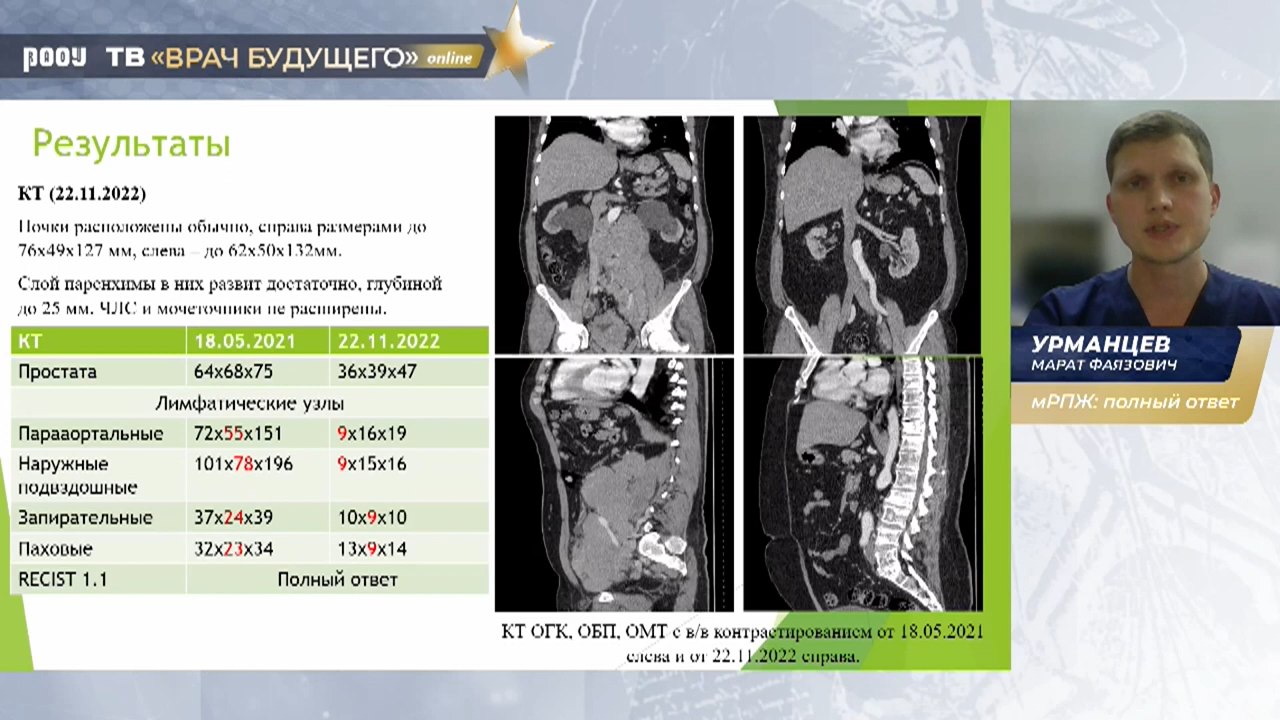 РООУ ТВ «ВРАЧ БУДУЩЕГО» online
Результаты
КТ (22.11.2022)
Почки расположены обычно, справа размерами до
76х49х127 мм, слева – до 62х50х132мм.
Слой паренхимы в них развит достаточно, глубиной
до 25 мм. ЧЛС и мочеточники не расширены.
КТ 18.05.2021 22.11.2022
Простата 64х68х75 36х39х47
Лимфатические узлы
Парааортальные 72х55х151 9х16х19
Наружные 101х78х196 9х15х16
подвздошные
Запирательные 37х24х39 10х9х10
Паховые 32х23х34 13х9х14
RECIST 1.1 Полный ответ
КТ ОГК, ОБП, ОМТ с в/в контрастированием от 18.05.2021
слева и от 22.11.2022 справа.
УРМАНЦЕВ
МАРАТ ФАЯЗОВИЧ
мРПЖ: полный ответ